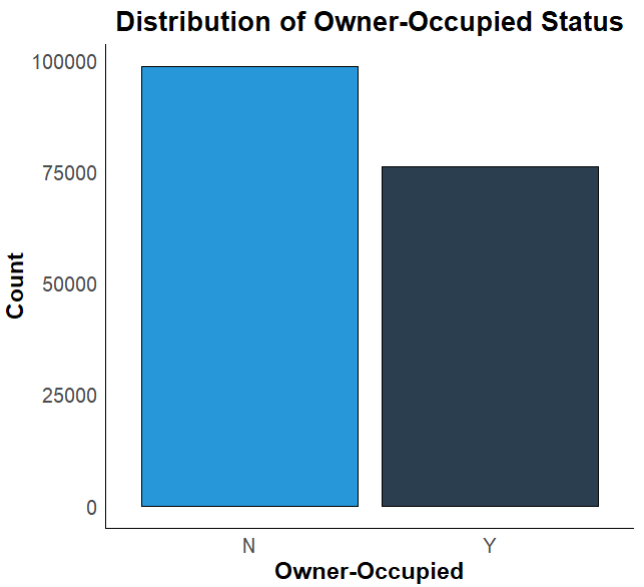 Distribution of Owner-Occupied Status
100000
75000
50000
25000
0
Count
N Y
Owner-Occupied